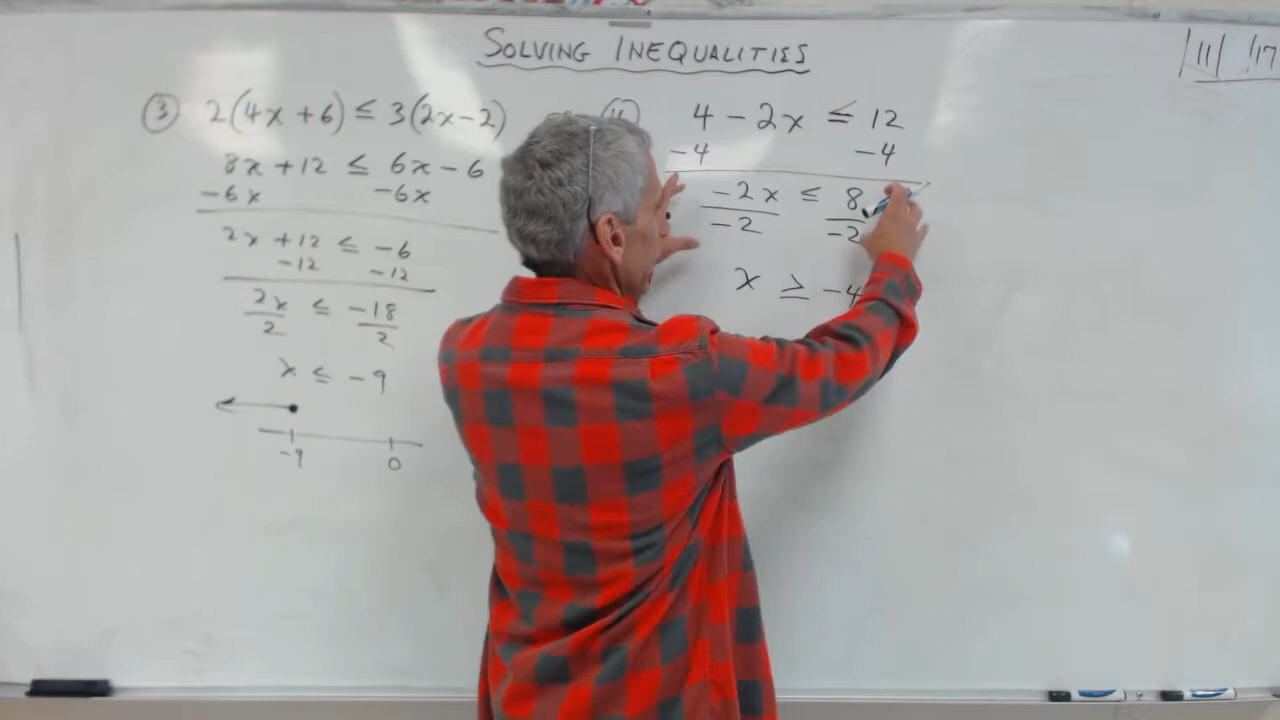 SOLVING INEQUALITIES
11 17
③ 2(4x+6) ≤ 3(2x-2)
8x+12 ≤ 6x-6
-6x -6x
2x+12 ≤ -6
-12 -12
2x ≤ -18
2 2
x ≤ -9
-9 0
4-2x ≤ 12
-4 -4
-2x ≤ 8
-2 -2
x ≥ -4